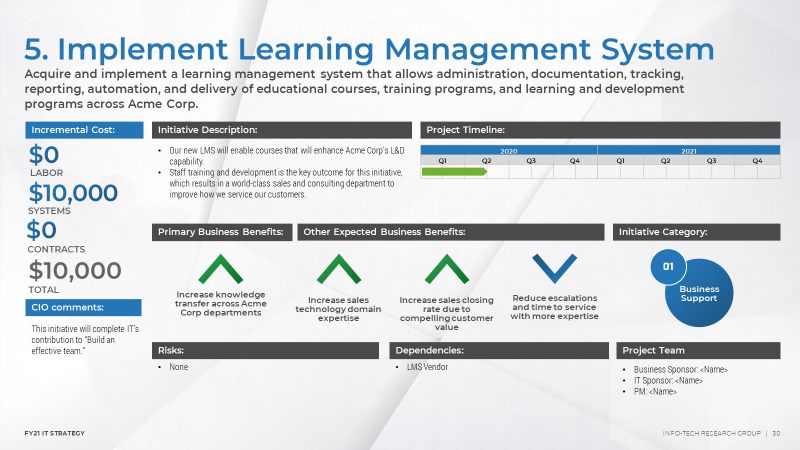 5. Implement Learning Management System
Acquire and implement a learning management system that allows administration, documentation, tracking,
reporting, automation, and delivery of educational courses, training programs, and learning and development
programs across Acme Corp.
Incremental Cost:
$0
LABOR
$10,000
SYSTEMS
$0
CONTRACTS
$10,000
TOTAL
CIO comments:
This initiative will complete IT's
contribution to "Build an
effective team."
Initiative Description:
• Our new LMS will enable courses that will enhance Acme Corp's L&D
capability.
• Staff training and development is the key outcome for this initiative,
which results in a world-class sales and consulting department to
improve how we service our customers.
Project Timeline:
2020 2021
Q1 Q2 Q3 Q4 Q1 Q2 Q3 Q4
Primary Business Benefits:
Increase knowledge
transfer across Acme
Corp departments
Other Expected Business Benefits:
Increase sales
technology domain
expertise
Increase sales closing
rate due to
compelling customer
value
Reduce escalations
and time to service
with more expertise
Initiative Category:
01
Business
Support
Risks:
• None
Dependencies:
• LMS Vendor
Project Team
• Business Sponsor: <Name>
• IT Sponsor: <Name>
• PM: <Name>
FY21 IT STRATEGY
INFO-TECH RESEARCH GROUP | 30